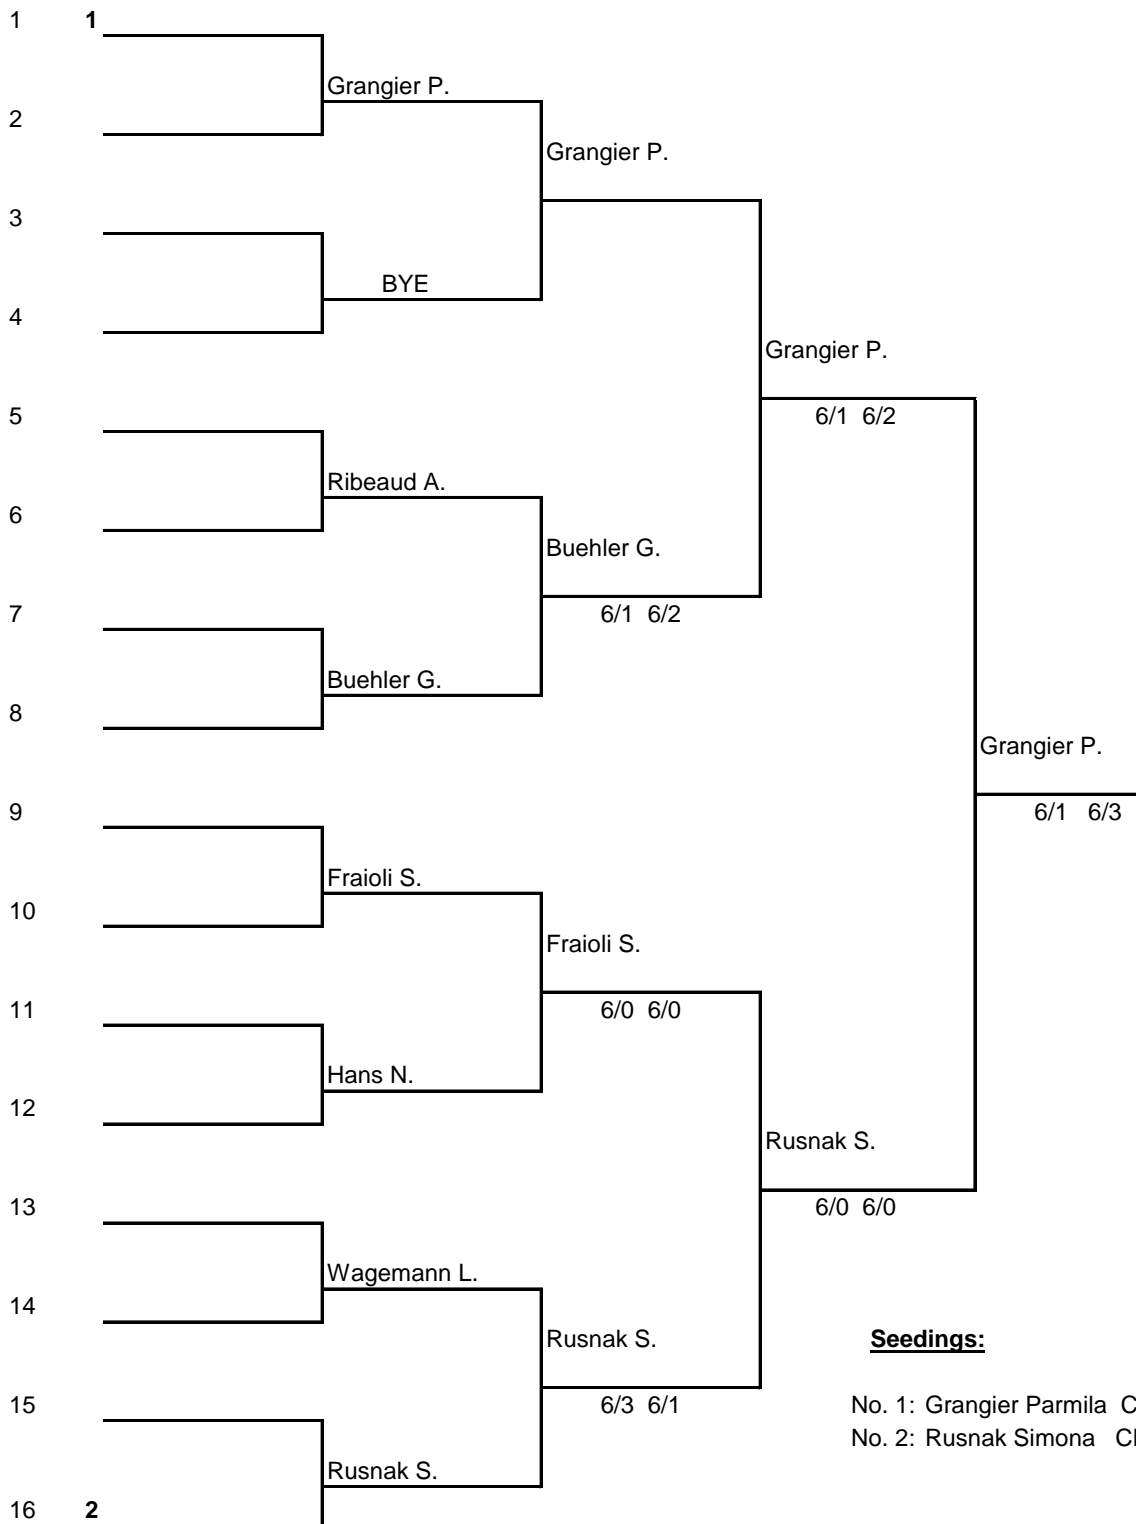 1 1
Grangier P.
2
Grangier P.
3
BYE
4
Grangier P.
5
6/1 6/2
Ribeaud A.
6
Buehler G.
7
6/1 6/2
Buehler G.
8
Grangier P.
9
6/1 6/3
Fraioli S.
10
Fraioli S.
11
6/0 6/0
Hans N.
12
Rusnak S.
13
6/0 6/0
Wagemann L.
14
Rusnak S.
Seedings:
15
6/3 6/1
No. 1: Grangier Parmila C
No. 2: Rusnak Simona
Rusnak S.
16 2